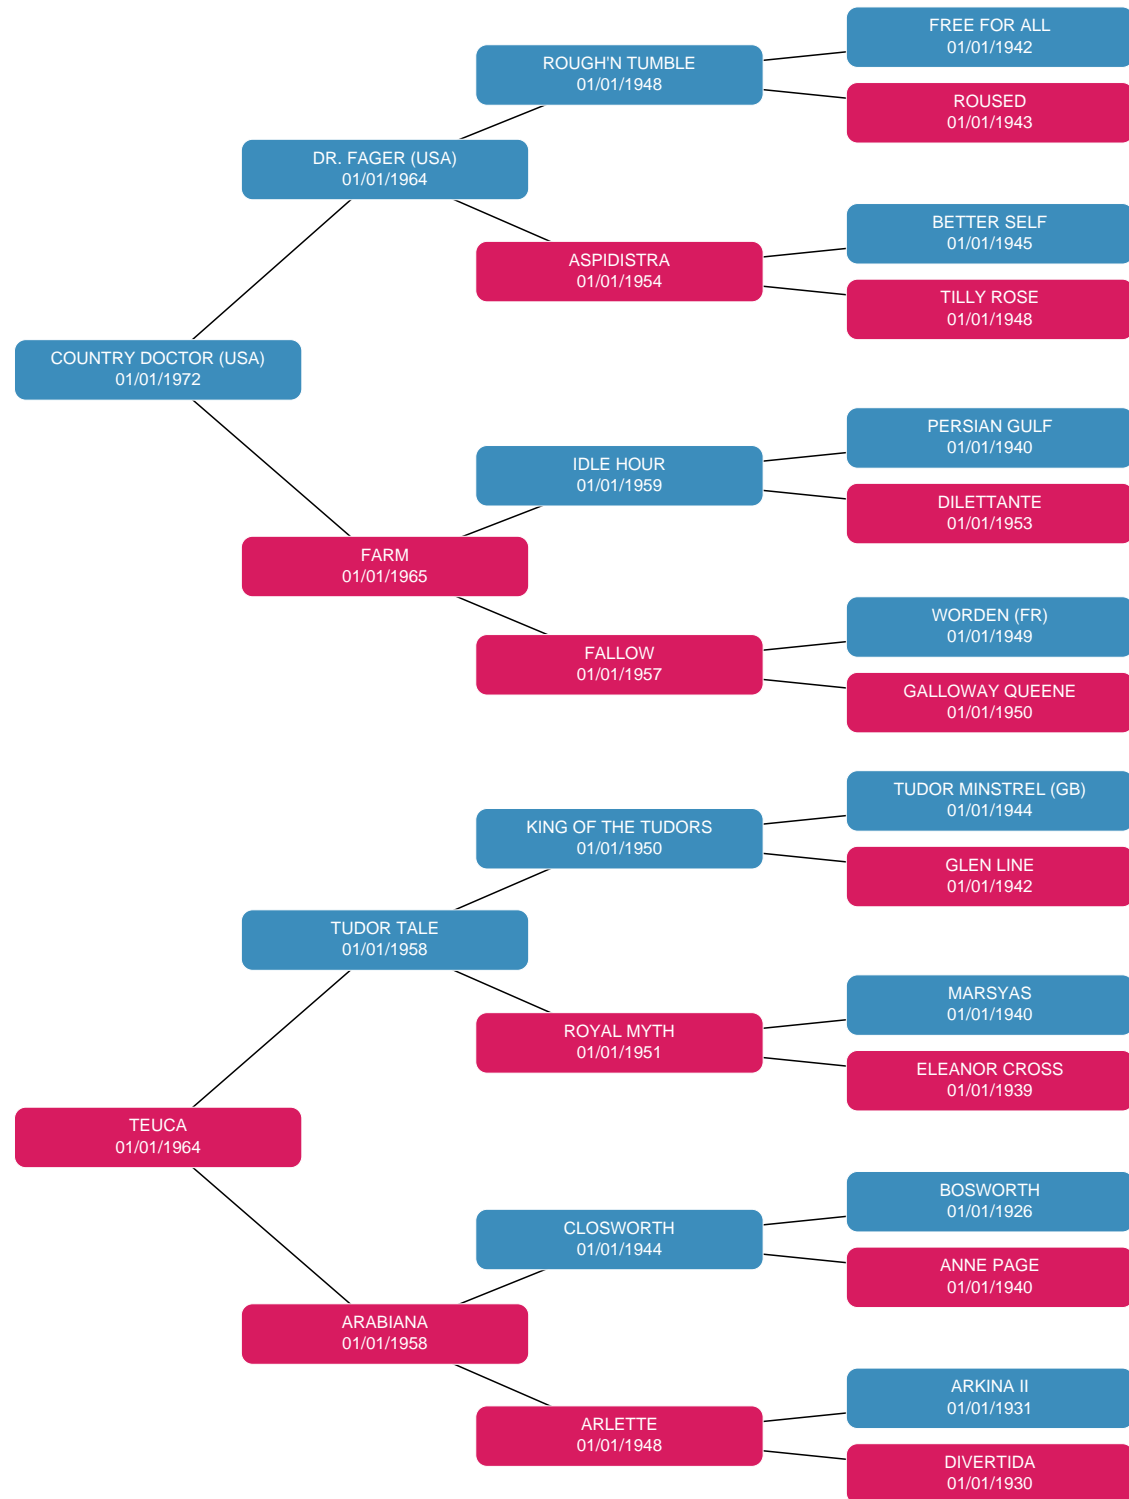 FREE FOR ALL
01/01/1942
ROUGH'N TUMBLE
01/01/1948
ROUSED
01/01/1943
DR. FAGER (USA)
01/01/1964
BETTER SELF
01/01/1945
ASPIDISTRA
01/01/1954
TILLY ROSE
01/01/1948
COUNTRY DOCTOR (USA)
01/01/1972
PERSIAN GULF
01/01/1940
IDLE HOUR
01/01/1959
DILETTANTE
01/01/1953
FARM
01/01/1965
WORDEN (FR)
01/01/1949
FALLOW
01/01/1957
GALLOWAY QUEENE
01/01/1950
TUDOR MINSTREL (GB)
01/01/1944
KING OF THE TUDORS
01/01/1950
GLEN LINE
01/01/1942
TUDOR TALE
01/01/1958
MARSYAS
01/01/1940
ROYAL MYTH
01/01/1951
ELEANOR CROSS
01/01/1939
TEUCA
01/01/1964
BOSWORTH
01/01/1926
CLOSWORTH
01/01/1944
ANNE PAGE
01/01/1940
ARABIANA
01/01/1958
ARKINA II
01/01/1931
ARLETTE
01/01/1948
DIVERTIDA
01/01/1930